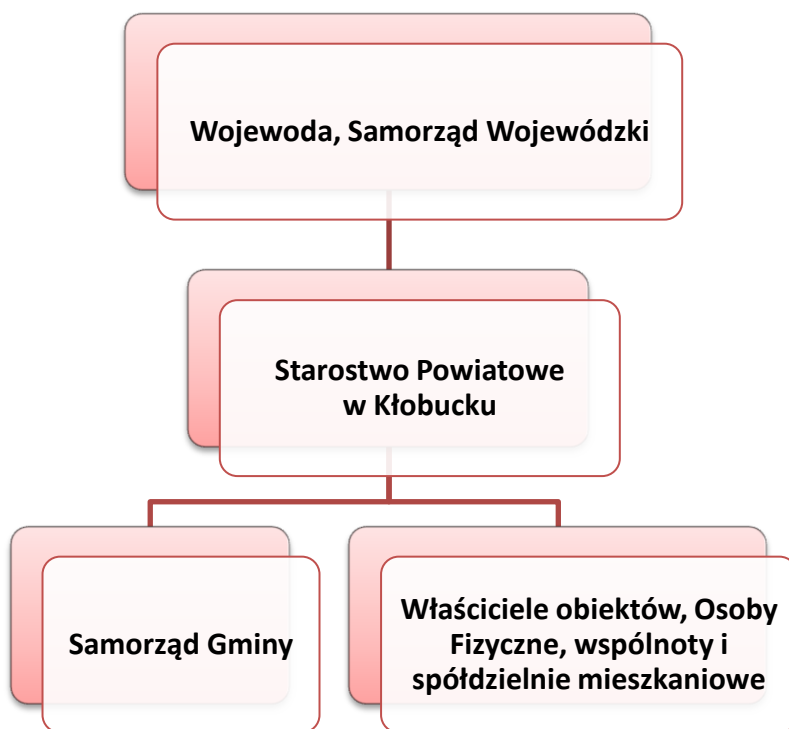 Wojewoda, Samorząd Wojewódzki
Starostwo Powiatowe
w Kłobucku
Samorząd Gminy
Właściciele obiektów, Osoby
Fizyczne, wspólnoty i
spółdzielnie mieszkaniowe